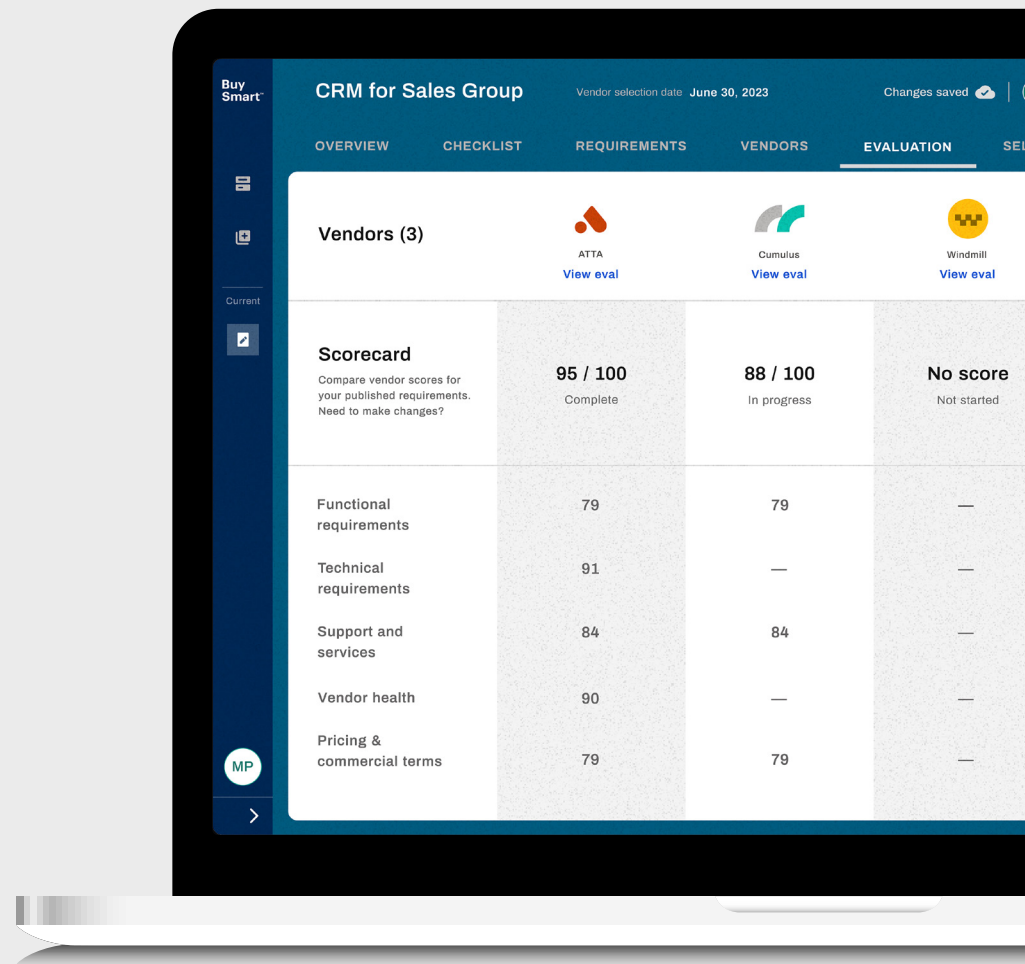 Buy
Smart™
CRM for Sales Group
Vendor selection date June 30, 2023
Changes saved
OVERVIEW CHECKLIST REQUIREMENTS VENDORS EVALUATION SEL
Vendors (3)
ATTA Cumulus Windmill
View eval View eval View eval
Current
Scorecard
Compare vendor scores for
your published requirements.
Need to make changes?
95 / 100 88 / 100 No score
Complete In progress Not started
Functional
requirements
79 79 —
Technical
requirements
91 — —
Support and
services
84 84 —
Vendor health 90 — —
Pricing &
commercial terms
79 79 —
MP